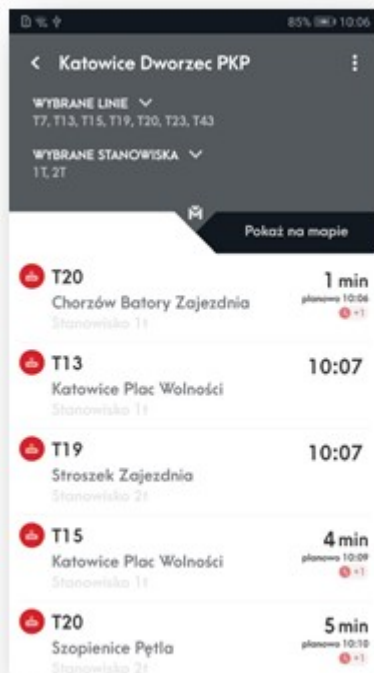 85% 10:06
Katowice Dworzec PKP
WYBRANE LINIE
T7, T13, T15, T19, T20, T23, T43
WYBRANE STANOWISKA
1T, 2T
Pokaż na mapie
T20 1 min
Chorzów Batory Zajezdnia planowo 10:06
Stanowisko 1t +1
T13 10:07
Katowice Plac Wolności
Stanowisko 1t
T19 10:07
Stroszek Zajezdnia
Stanowisko 2t
T15 4 min
Katowice Plac Wolności planowo 10:09
Stanowisko 1t +1
T20 5 min
Szopienice Pętla planowo 10:10
Stanowisko 2t +1